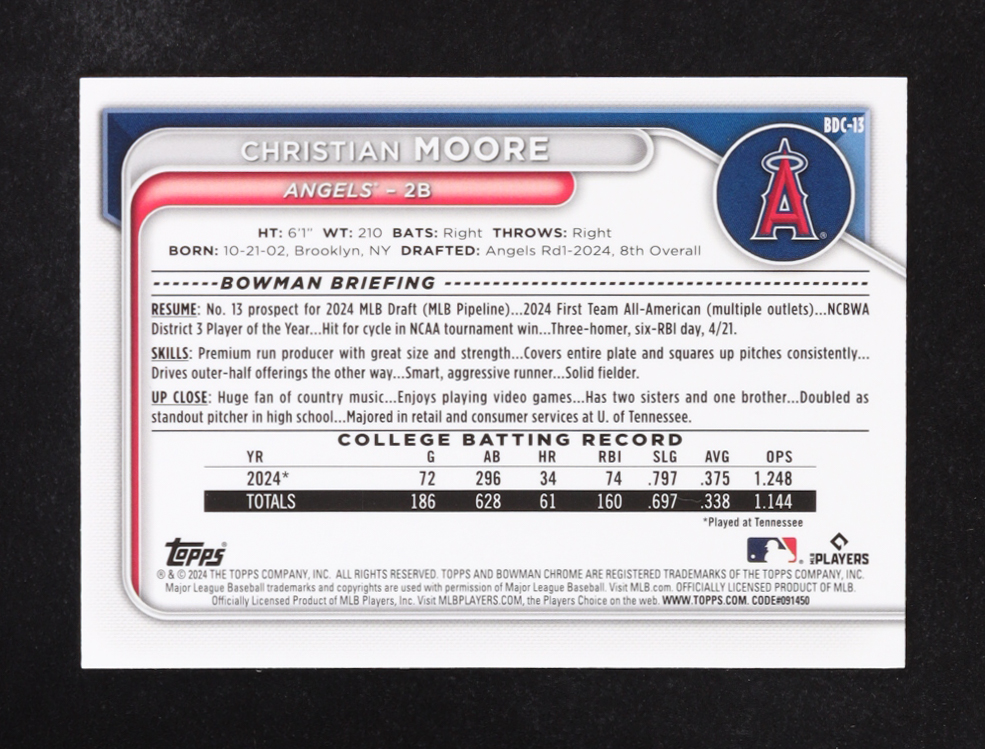 BDC-13
CHRISTIAN MOORE
ANGELS® – 2B
A®
HT: 6'1" WT: 210 BATS: Right THROWS: Right
BORN: 10-21-02, Brooklyn, NY DRAFTED: Angels Rd1-2024, 8th Overall
BOWMAN BRIEFING
RESUME: No. 13 prospect for 2024 MLB Draft (MLB Pipeline)...2024 First Team All-American (multiple outlets)...NCBWA
District 3 Player of the Year...Hit for cycle in NCAA tournament win...Three-homer, six-RBI day, 4/21.
SKILLS: Premium run producer with great size and strength...Covers entire plate and squares up pitches consistently...
Drives outer-half offerings the other way...Smart, aggressive runner...Solid fielder.
UP CLOSE: Huge fan of country music...Enjoys playing video games...Has two sisters and one brother...Doubled as
standout pitcher in high school...Majored in retail and consumer services at U. of Tennessee.
COLLEGE BATTING RECORD
YR G AB HR RBI SLG AVG OPS
2024* 72 296 34 74 .797 .375 1.248
TOTALS 186 628 61 160 .697 .338 1.144
*Played at Tennessee
Topps® MLB PLAYERS
® & © 2024 THE TOPPS COMPANY, INC. ALL RIGHTS RESERVED. TOPPS AND BOWMAN CHROME ARE REGISTERED TRADEMARKS OF THE TOPPS COMPANY, INC.
Major League Baseball trademarks and copyrights are used with permission of Major League Baseball. Visit MLB.com. OFFICIALLY LICENSED PRODUCT OF MLB.
Officially Licensed Product of MLB Players, Inc. Visit MLBPLAYERS.COM, the Players Choice on the web. WWW.TOPPS.COM. CODE#091450